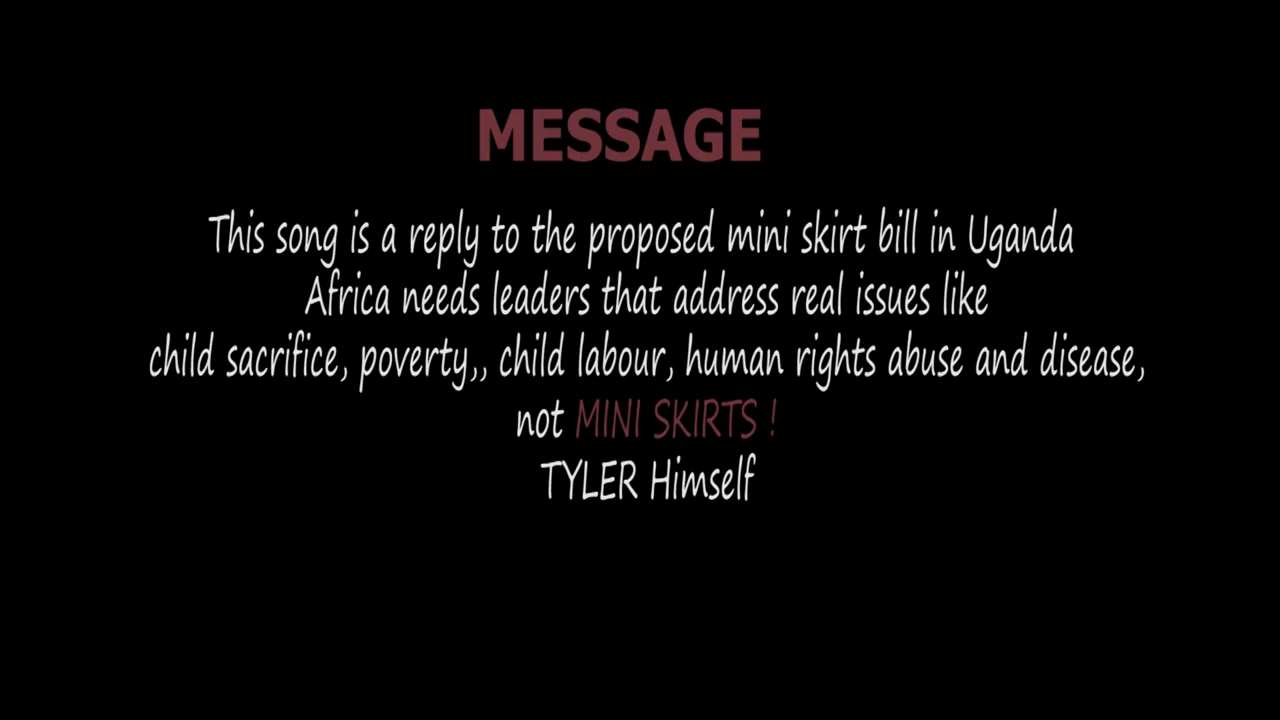 MESSAGE
This song is a reply to the proposed mini skirt bill in Uganda
Africa needs leaders that address real issues like
child sacrifice, poverty,, child labour, human rights abuse and disease,
not MINI SKIRTS !
TYLER Himself